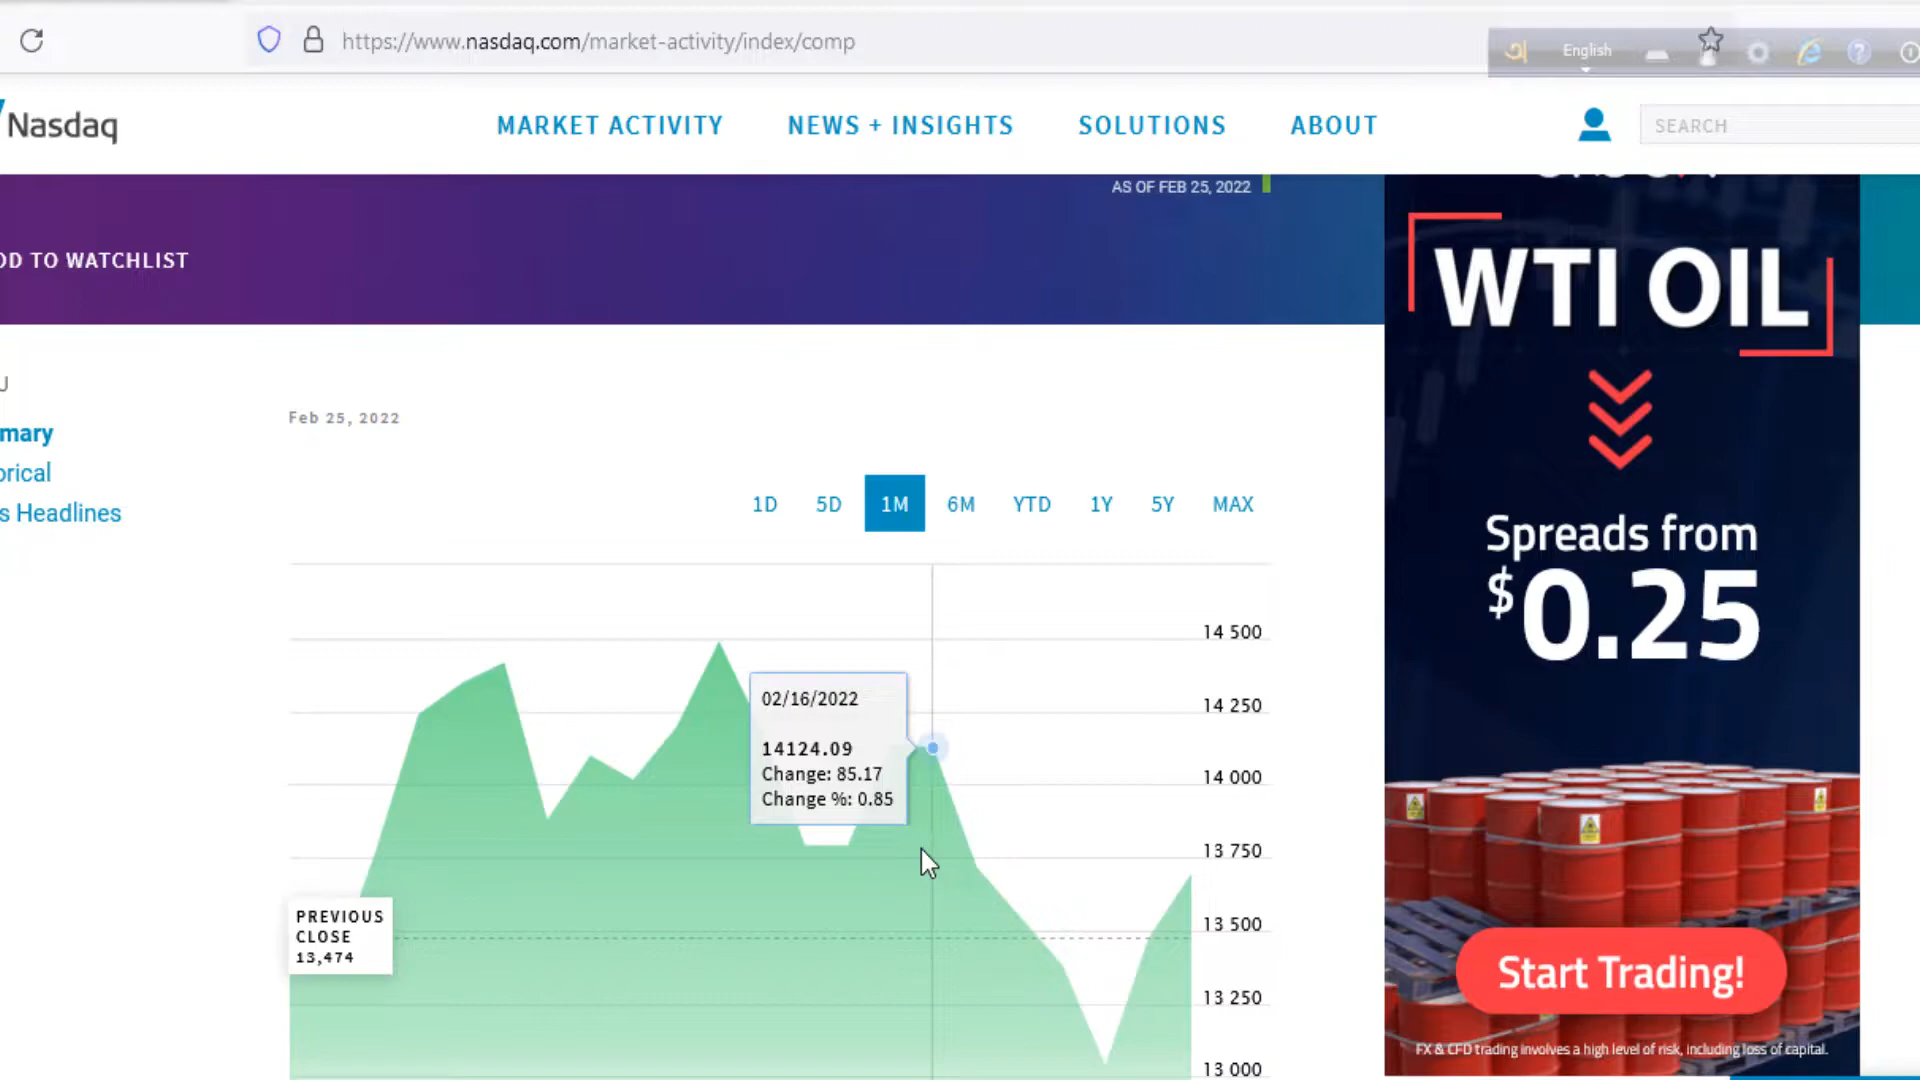 https://www.nasdaq.com/market-activity/index/comp
English
Nasdaq
MARKET ACTIVITY
NEWS + INSIGHTS
SOLUTIONS
ABOUT
SEARCH
AS OF FEB 25, 2022
DD TO WATCHLIST
WTI OIL
Spreads from
$0.25
Start Trading!
FX & CFD trading involves a high level of risk, including loss of capital.
U
mary
orical
s Headlines
Feb 25, 2022
1D
5D
1M
6M
YTD
1Y
5Y
MAX
14 500
14 250
14 000
13 750
13 500
13 250
13 000
02/16/2022
14124.09
Change: 85.17
Change %: 0.85
PREVIOUS
CLOSE
13,474